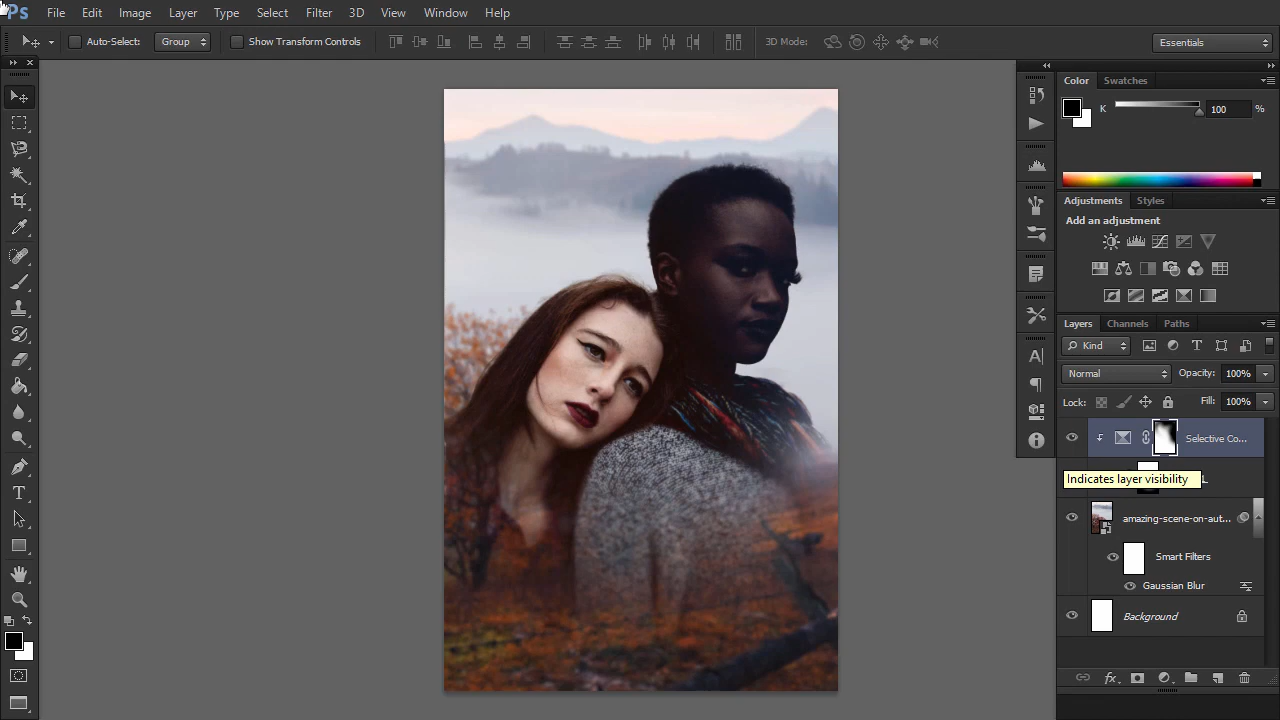 Ps File Edit Image Layer Type Select Filter 3D View Window Help
Auto-Select: Group Show Transform Controls 3D Mode: Essentials
Color Swatches
K 100 %
Adjustments Styles
Add an adjustment
Layers Channels Paths
Kind
Normal Opacity: 100%
Lock: Fill: 100%
Selective Co...
Indicates layer visibility
amazing-scene-on-aut...
Smart Filters
Gaussian Blur
Background